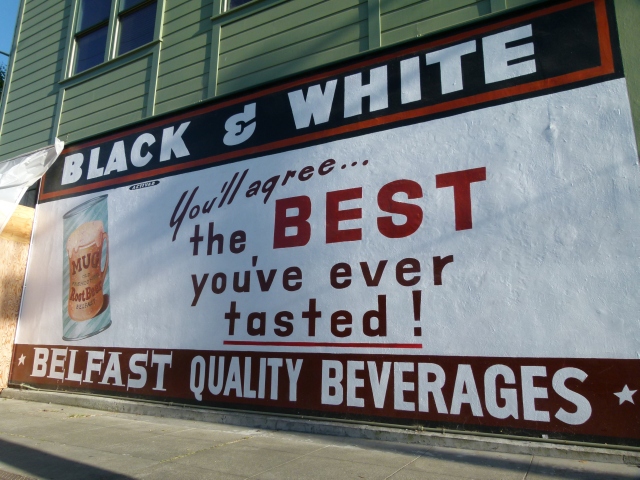 BLACK & WHITE
You'll agree...
the BEST
you've ever
tasted!
MUG
Root Beer
BELFAST QUALITY BEVERAGES